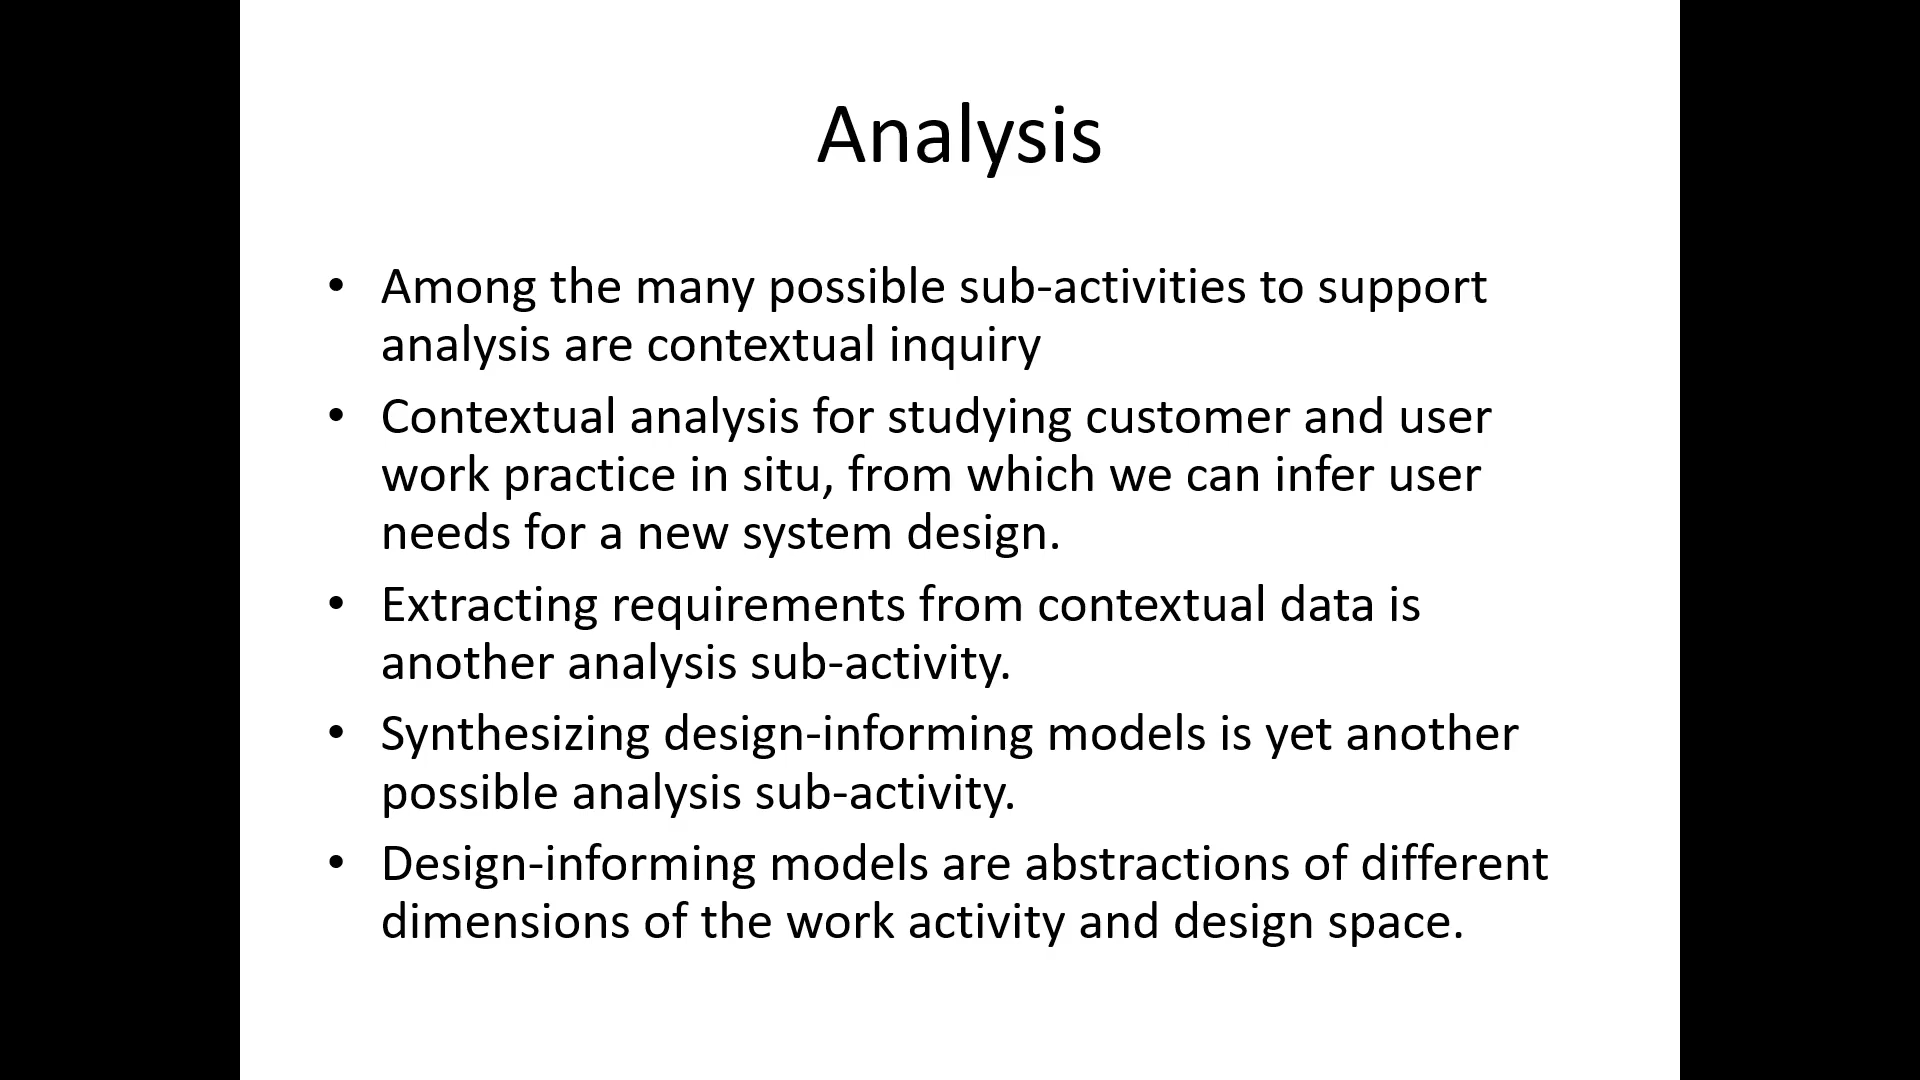 Analysis
• Among the many possible sub-activities to support
analysis are contextual inquiry
• Contextual analysis for studying customer and user
work practice in situ, from which we can infer user
needs for a new system design.
• Extracting requirements from contextual data is
another analysis sub-activity.
• Synthesizing design-informing models is yet another
possible analysis sub-activity.
• Design-informing models are abstractions of different
dimensions of the work activity and design space.